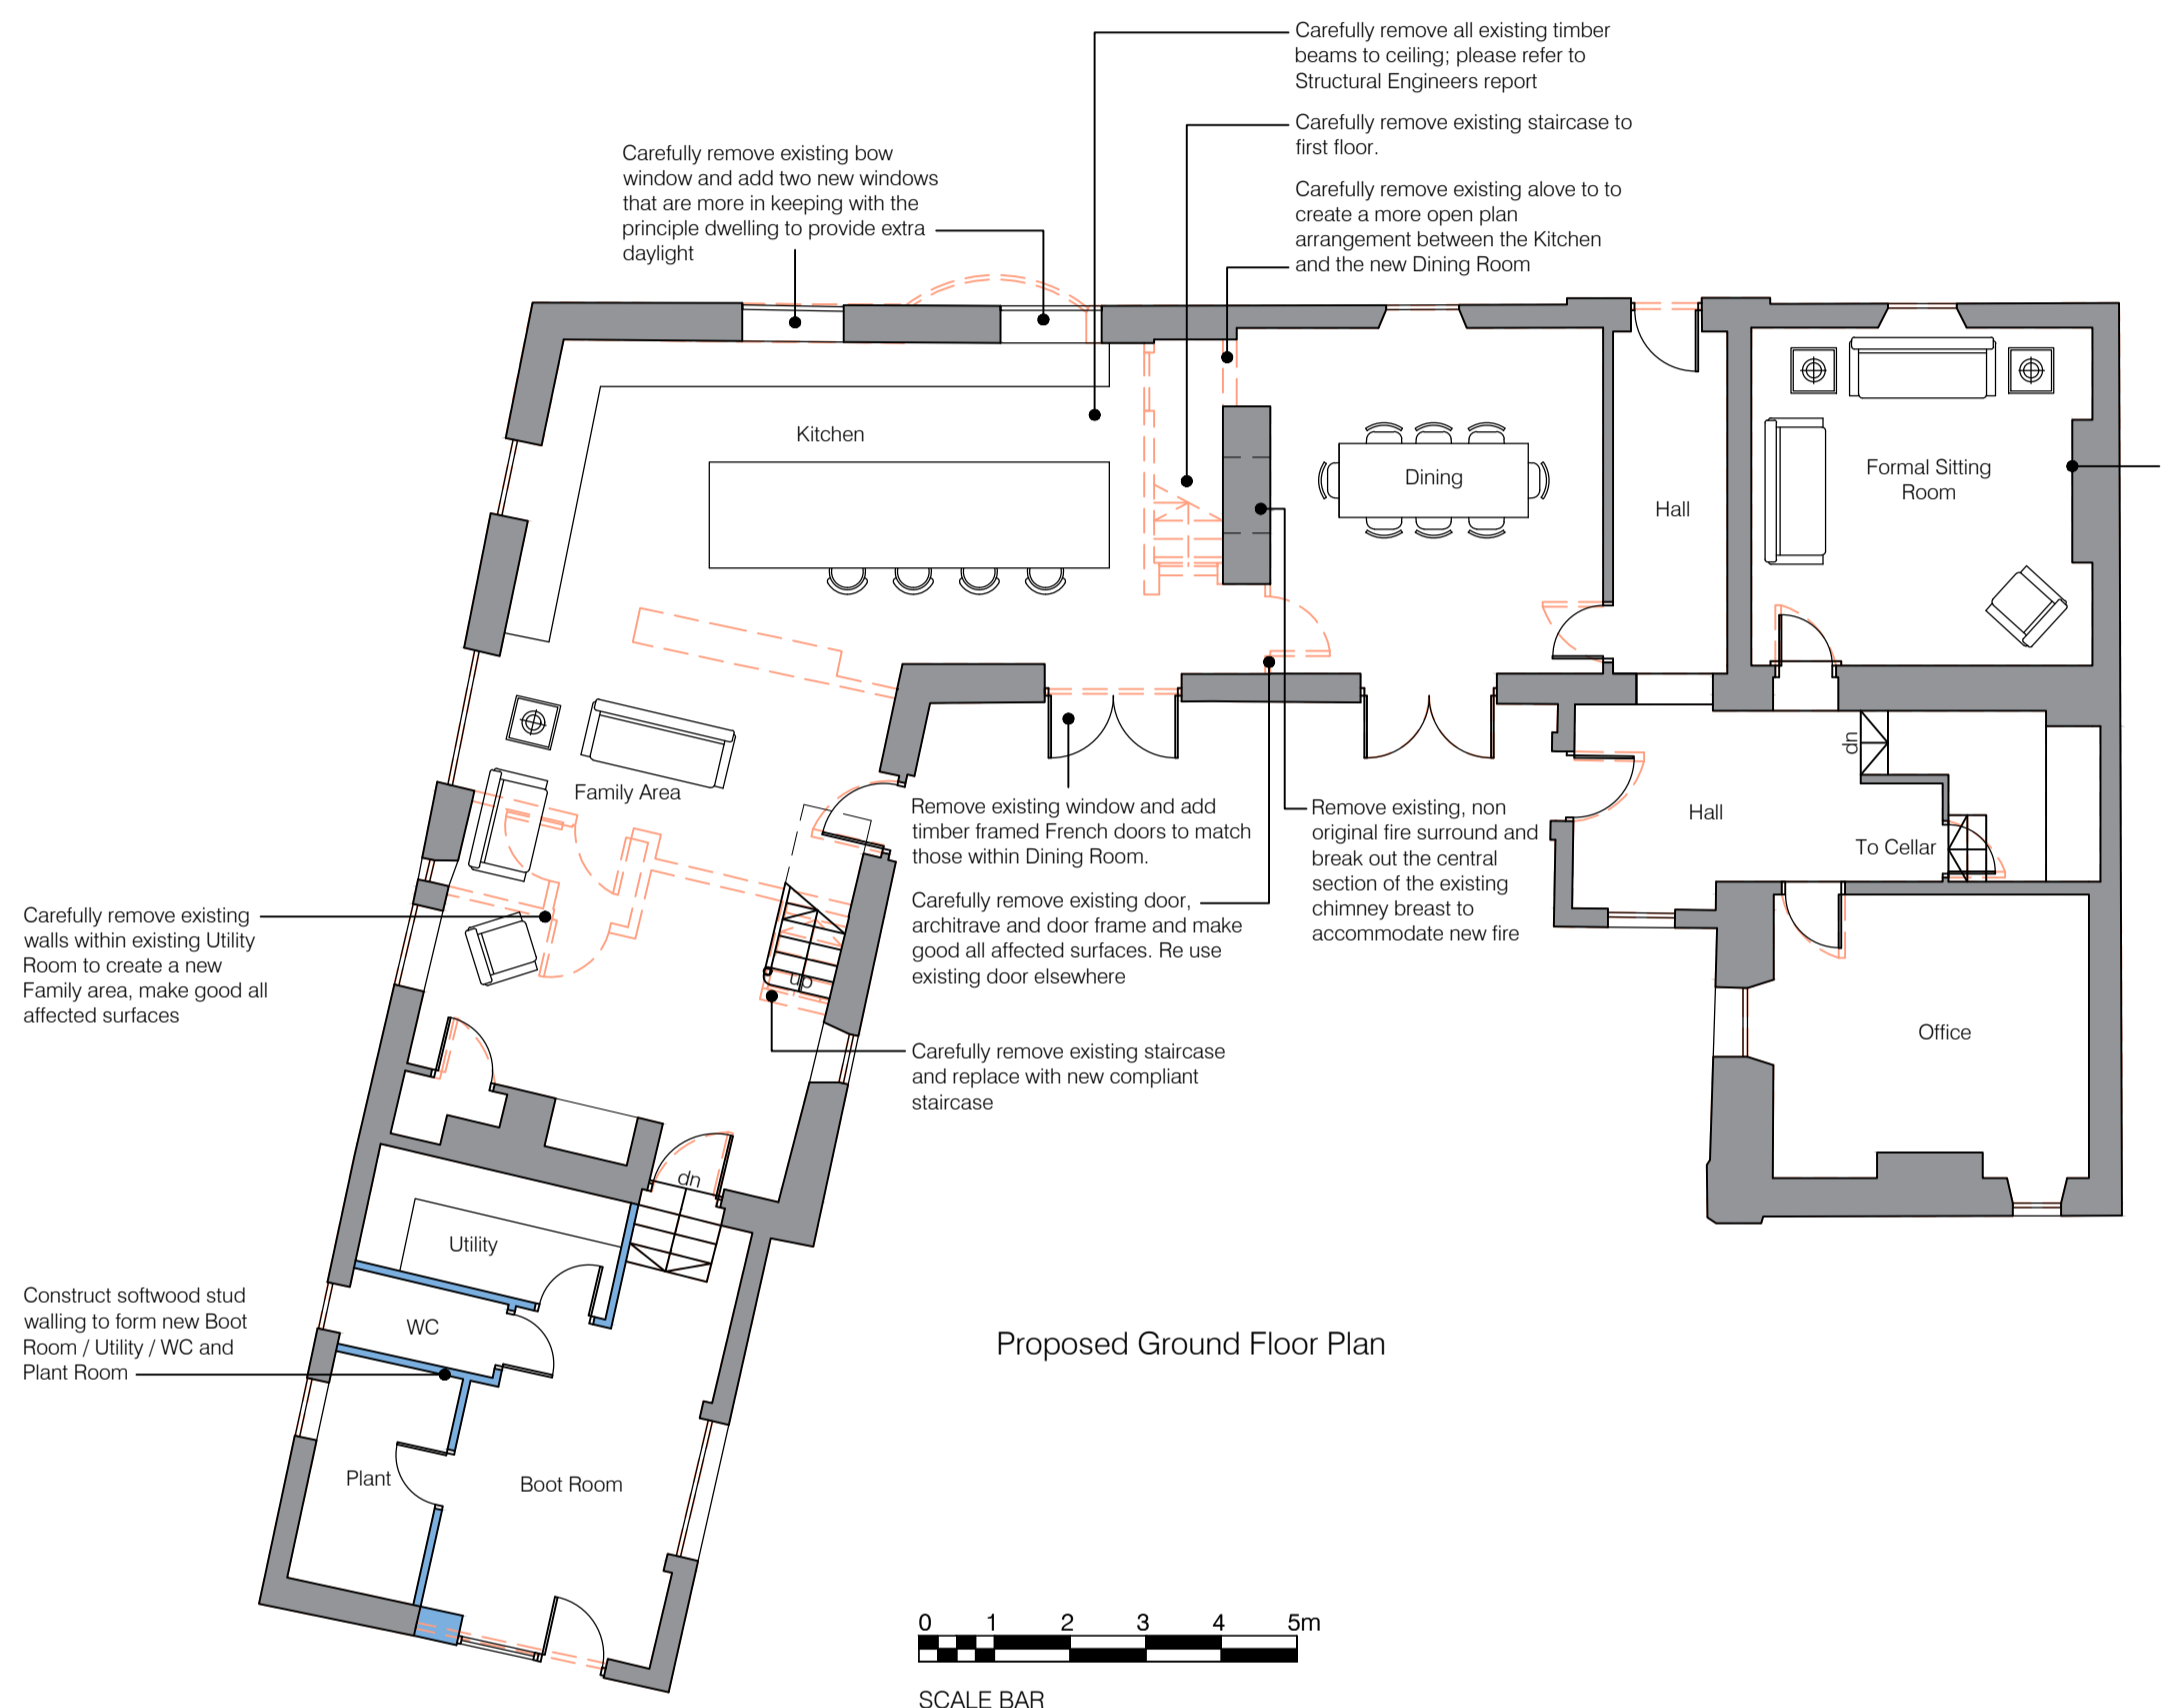 Carefully remove all existing timber
beams to ceiling; please refer to
Structural Engineers report
Carefully remove existing staircase to
first floor.
Carefully remove existing alove to to
create a more open plan
arrangement between the Kitchen
and the new Dining Room
Carefully remove existing bow
window and add two new windows
that are more in keeping with the
principle dwelling to provide extra
daylight
Kitchen
Dining
Hall
Formal Sitting
Room
Family Area
Remove existing window and add
timber framed French doors to match
those within Dining Room.
Carefully remove existing door,
architrave and door frame and make
good all affected surfaces. Re use
existing door elsewhere
Remove existing, non
original fire surround and
break out the central
section of the existing
chimney breast to
accommodate new fire
dn
Hall
To Cellar
Carefully remove existing
walls within existing Utility
Room to create a new
Family area, make good all
affected surfaces
up
Carefully remove existing staircase
and replace with new compliant
staircase
Office
dn
Utility
Construct softwood stud
walling to form new Boot
Room / Utility / WC and
Plant Room
WC
Proposed Ground Floor Plan
Plant
Boot Room
0 1 2 3 4 5m
SCALE BAR